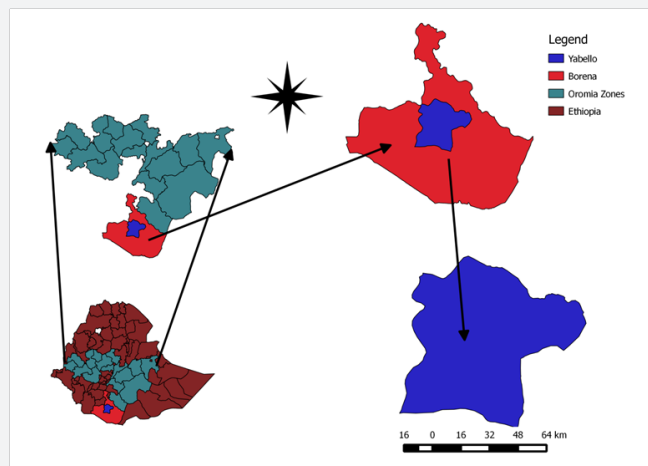 Legend
Yabello
Borena
Oromia Zones
Ethiopia
16 0 16 32 48 64 km